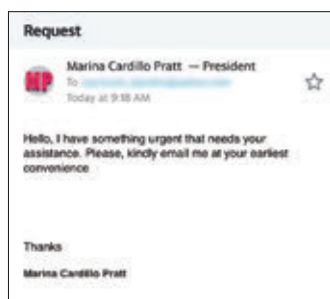 Request
Marina Cardillo Pratt — President
To
Today at 9:18 AM
Hello, I have something urgent that needs your
assistance. Please, kindly email me at your earliest
convenience
Thanks
Marina Cardillo Pratt